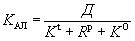 K_АЛ = Д / (K^t + R^p + K^0)